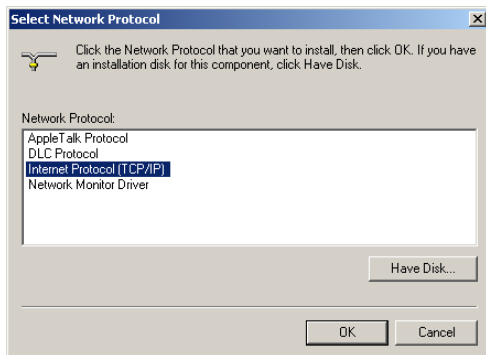 Select Network Protocol
Click the Network Protocol that you want to install, then click OK. If you have
an installation disk for this component, click Have Disk.
Network Protocol:
AppleTalk Protocol
DLC Protocol
Internet Protocol (TCP/IP)
Network Monitor Driver
Have Disk...
OK
Cancel